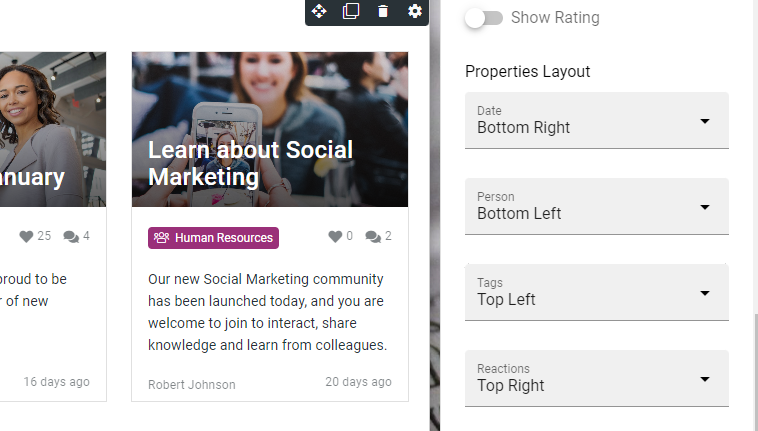 Show Rating
Properties Layout
Date
Bottom Right
Person
Bottom Left
Tags
Top Left
Reactions
Top Right
nuary
25 4
proud to be
r of new
16 days ago
Learn about Social
Marketing
Human Resources
0 2
Our new Social Marketing community
has been launched today, and you are
welcome to join to interact, share
knowledge and learn from colleagues.
Robert Johnson
20 days ago